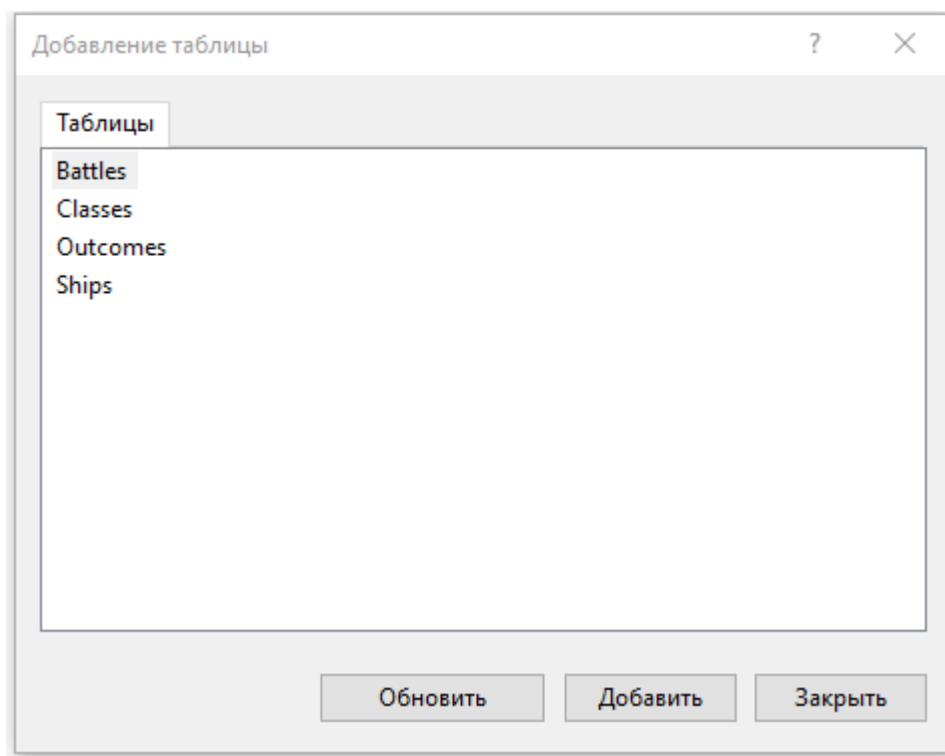 Добавление таблицы ?
Таблицы
Battles
Classes
Outcomes
Ships
Обновить Добавить Закрыть